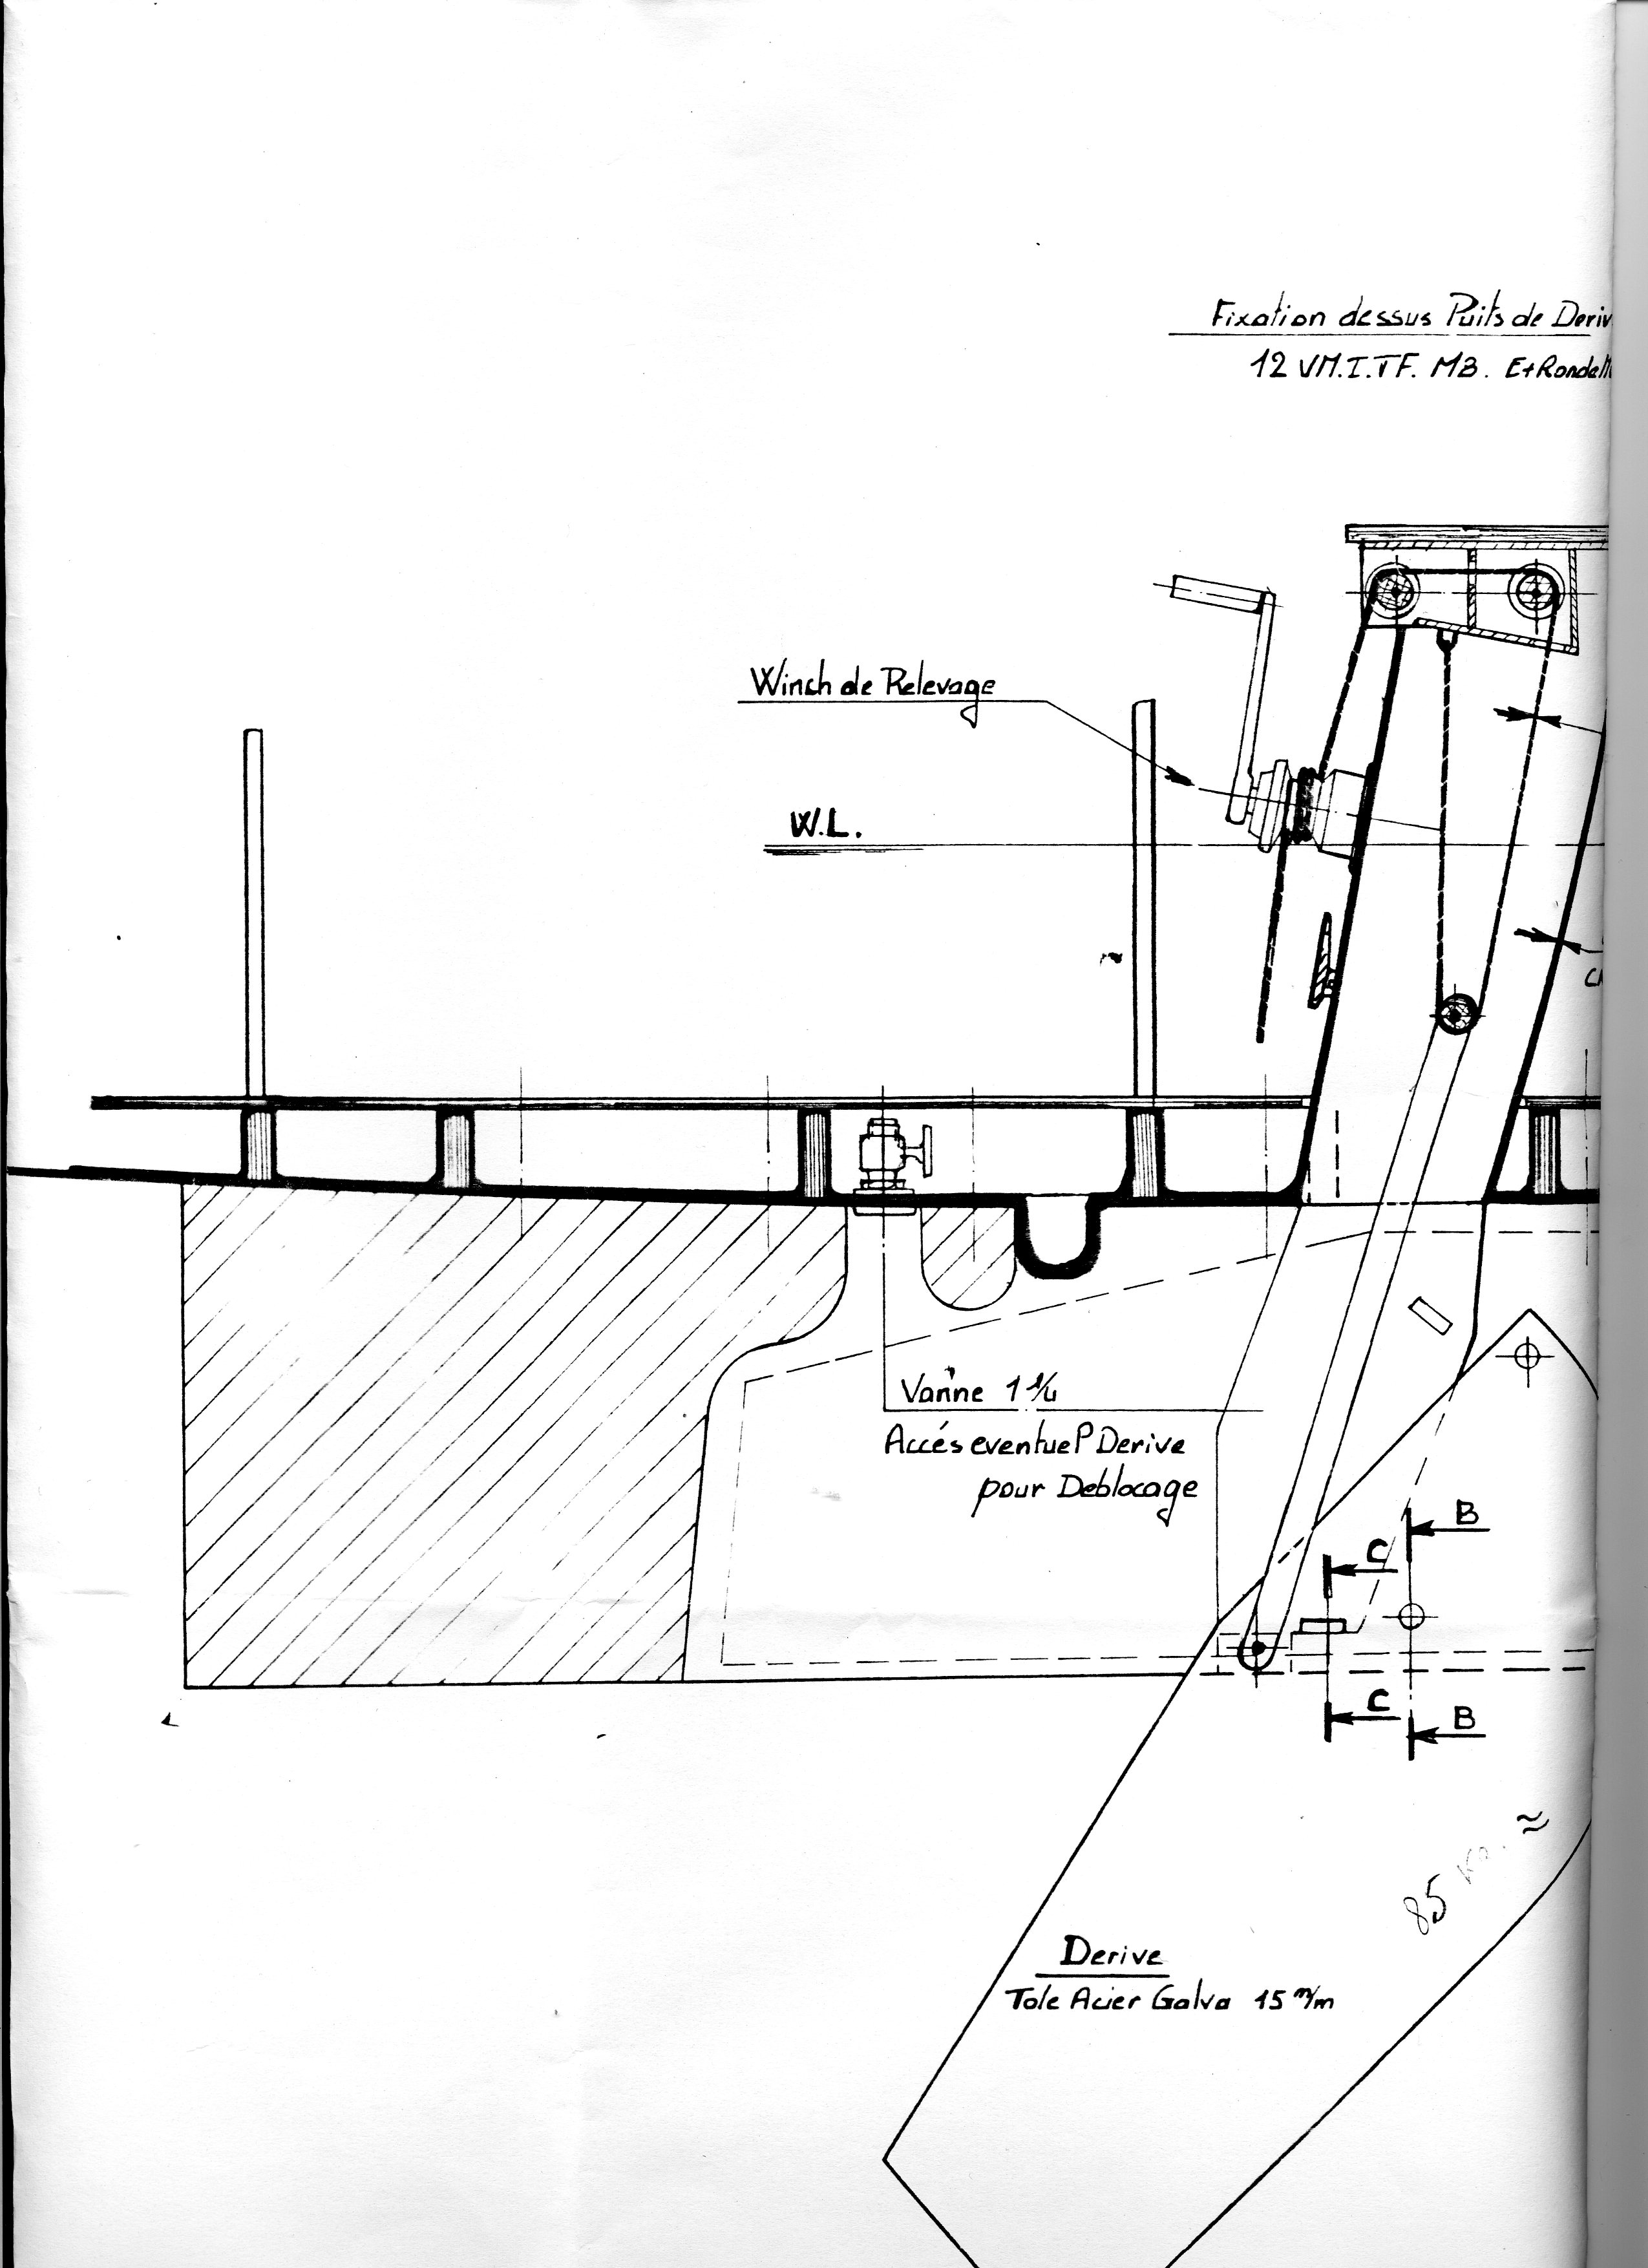 Fixation dessus Puits de Deriv
12 VM.I.TF. M8. Et Rondell
Winch de Relevage
W.L.
Vanne 1 1/4
Accés eventuel Derive
pour Deblocage
B
C
C
B
85 ≈
Derive
Tole Acier Galva 15 m/m